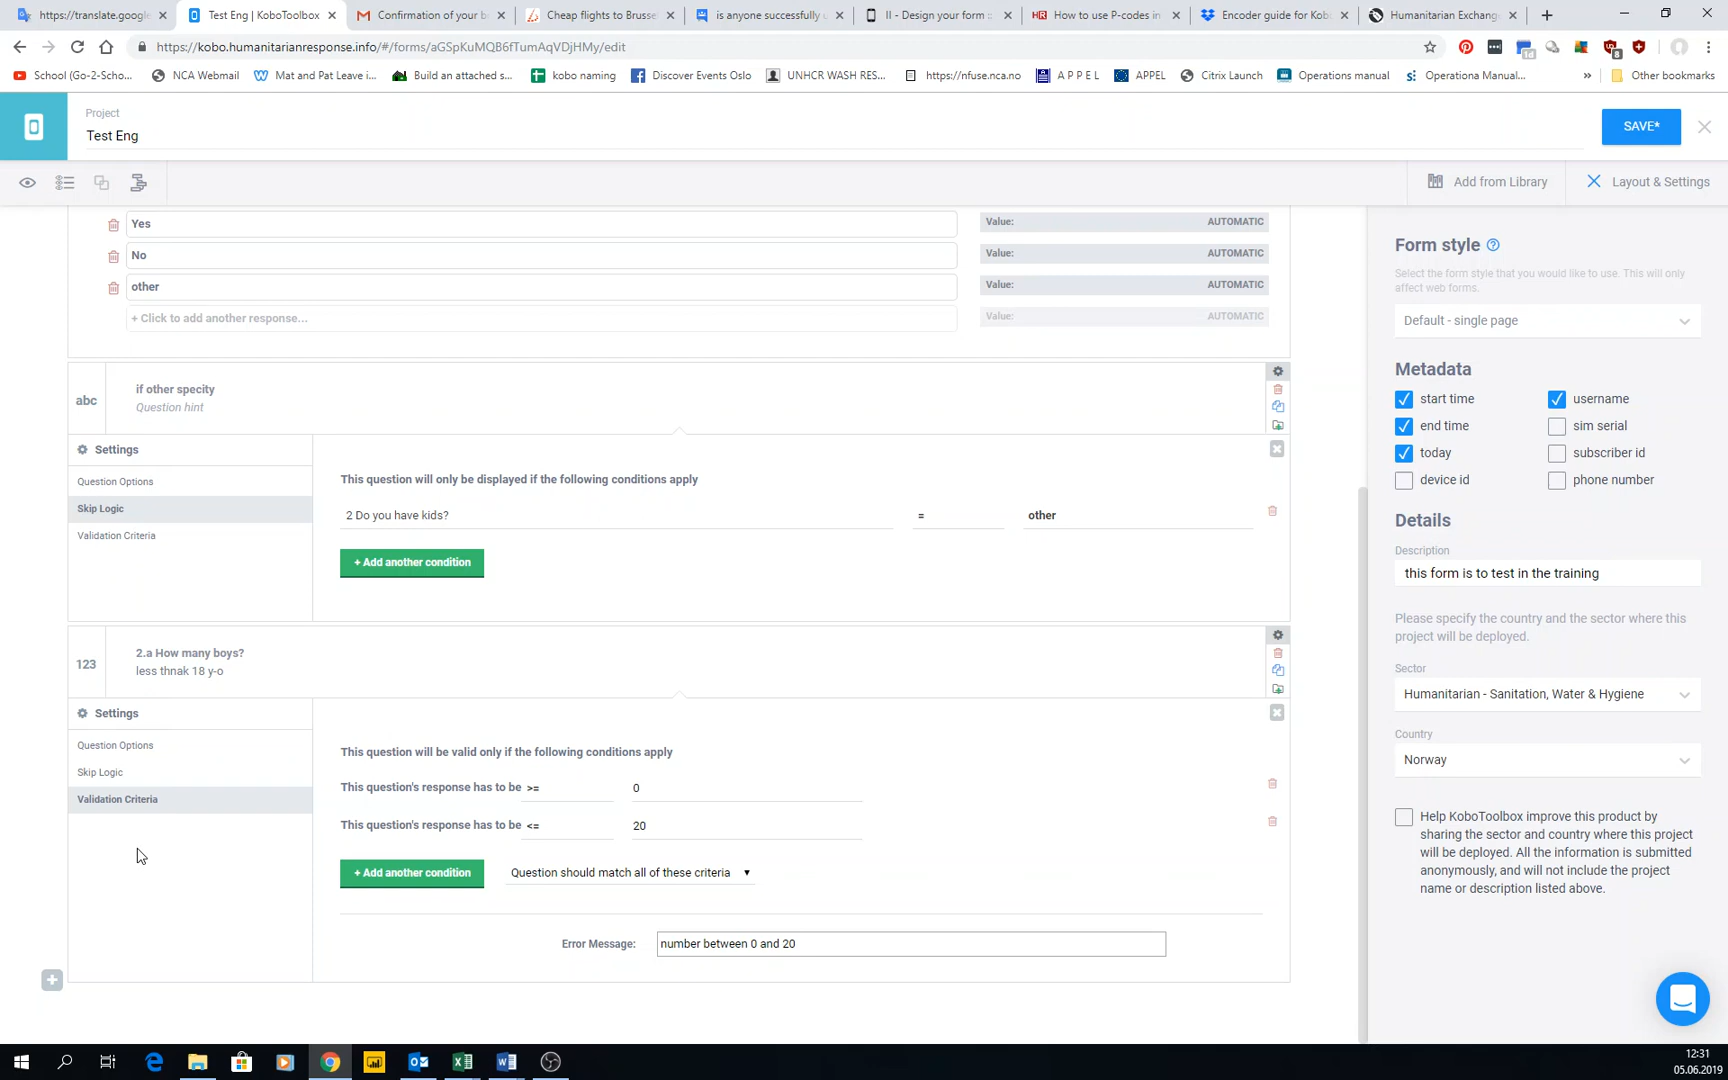 https://translate.google
Test Eng | KoboToolbox
Confirmation of your b
Cheap flights to Brusse
is anyone successfully u
II - Design your form
How to use P-codes in
Encoder guide for Kob
Humanitarian Exchang
https://kobo.humanitarianresponse.info/#/forms/aGSpKuMQB6fTumAqVDjHMy/edit
School (Go-2-Scho...
NCA Webmail
Mat and Pat Leave i...
Build an attached s...
kobo naming
Discover Events Oslo
UNHCR WASH RES...
https://nfuse.nca.no
A P P E L
APPEL
Citrix Launch
Operations manual
Operationa Manual...
Other bookmarks
Project
Test Eng
SAVE*
Add from Library
Layout & Settings
Yes
Value: AUTOMATIC
No
Value: AUTOMATIC
other
Value: AUTOMATIC
+ Click to add another response...
Value: AUTOMATIC
abc
if other specity
Question hint
Settings
Question Options
Skip Logic
Validation Criteria
This question will only be displayed if the following conditions apply
2 Do you have kids? = other
+ Add another condition
123
2.a How many boys?
less thnak 18 y-o
Settings
Question Options
Skip Logic
Validation Criteria
This question will be valid only if the following conditions apply
This question's response has to be >= 0
This question's response has to be <= 20
+ Add another condition
Question should match all of these criteria
Error Message: number between 0 and 20
Form style
Select the form style that you would like to use. This will only
affect web forms.
Default - single page
Metadata
start time
username
end time
sim serial
today
subscriber id
device id
phone number
Details
Description
this form is to test in the training
Please specify the country and the sector where this
project will be deployed.
Sector
Humanitarian - Sanitation, Water & Hygiene
Country
Norway
Help KoboToolbox improve this product by
sharing the sector and country where this project
will be deployed. All the information is submitted
anonymously, and will not include the project
name or description listed above.
12:31
05.06.2019